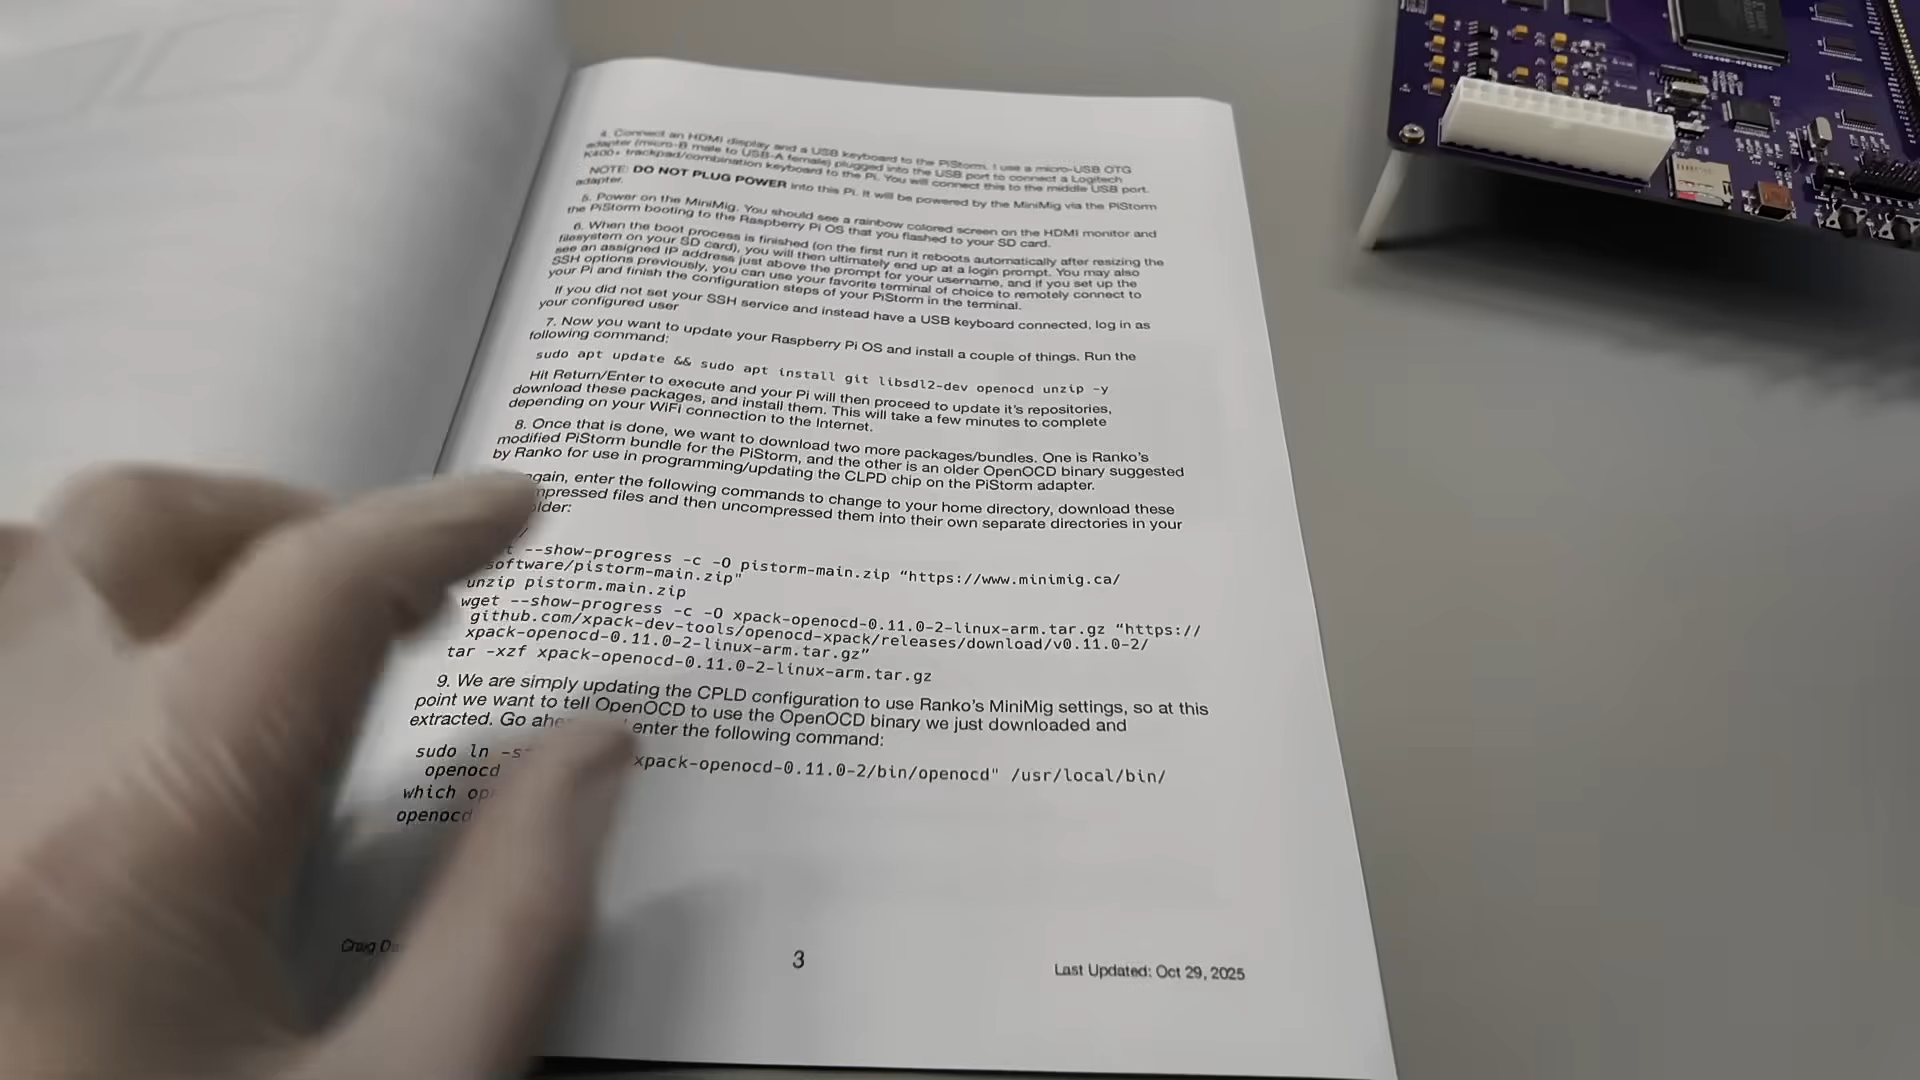 4. Connect an HDMI display and a USB keyboard to the PiStorm. I use a micro-USB OTG
adapter (micro-B male to USB-A female) plugged into the USB port to connect a Logitech
K400+ trackpad/combination keyboard to the Pi. You will connect this to the middle USB port.
NOTE: DO NOT PLUG POWER into this Pi. It will be powered by the MiniMig via the PiStorm
adapter.
5. Power on the MiniMig. You should see a rainbow colored screen on the HDMI monitor and
the PiStorm booting to the Raspberry Pi OS that you flashed to your SD card.
6. When the boot process is finished (on the first run it reboots automatically after resizing the
filesystem on your SD card), you will then ultimately end up at a login prompt. You may also
see an assigned IP address just above the prompt for your username, and if you set up the
SSH options previously, you can use your favorite terminal of choice to remotely connect to
your Pi and finish the configuration steps of your PiStorm in the terminal.
If you did not set your SSH service and instead have a USB keyboard connected, log in as
your configured user
7. Now you want to update your Raspberry Pi OS and install a couple of things. Run the
following command:
sudo apt update && sudo apt install git libsdl2-dev openocd unzip -y
Hit Return/Enter to execute and your Pi will then proceed to update it's repositories,
download these packages, and install them. This will take a few minutes to complete
depending on your WiFi connection to the Internet.
8. Once that is done, we want to download two more packages/bundles. One is Ranko's
modified PiStorm bundle for the PiStorm, and the other is an older OpenOCD binary suggested
by Ranko for use in programming/updating the CLPD chip on the PiStorm adapter.
again, enter the following commands to change to your home directory, download these
mpressed files and then uncompressed them into their own separate directories in your
older:
/
t --show-progress -c -O pistorm-main.zip “https://www.minimig.ca/
software/pistorm-main.zip"
unzip pistorm.main.zip
wget --show-progress -c -O xpack-openocd-0.11.0-2-linux-arm.tar.gz “https://
github.com/xpack-dev-tools/openocd-xpack/releases/download/v0.11.0-2/
xpack-openocd-0.11.0-2-linux-arm.tar.gz”
tar -xzf xpack-openocd-0.11.0-2-linux-arm.tar.gz
9. We are simply updating the CPLD configuration to use Ranko's MiniMig settings, so at this
point we want to tell OpenOCD to use the OpenOCD binary we just downloaded and
extracted. Go ahe enter the following command:
sudo ln -s xpack-openocd-0.11.0-2/bin/openocd" /usr/local/bin/
openocd
which op
openocd
Craig D
3
Last Updated: Oct 29, 2025